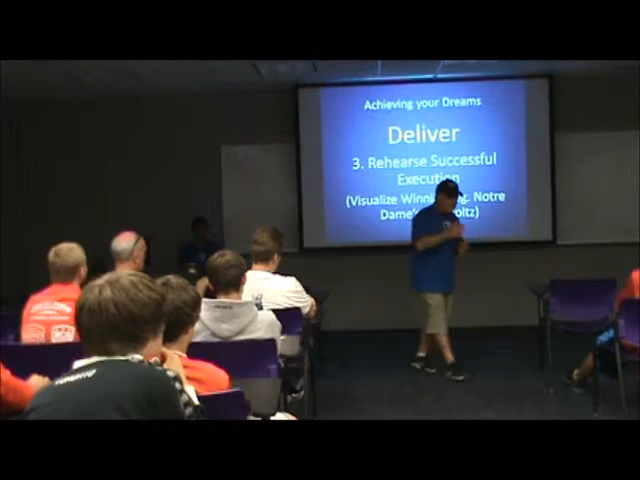 Achieving your Dreams
Deliver
3. Rehearse Successful
Execution
(Visualize Notre
Dame's